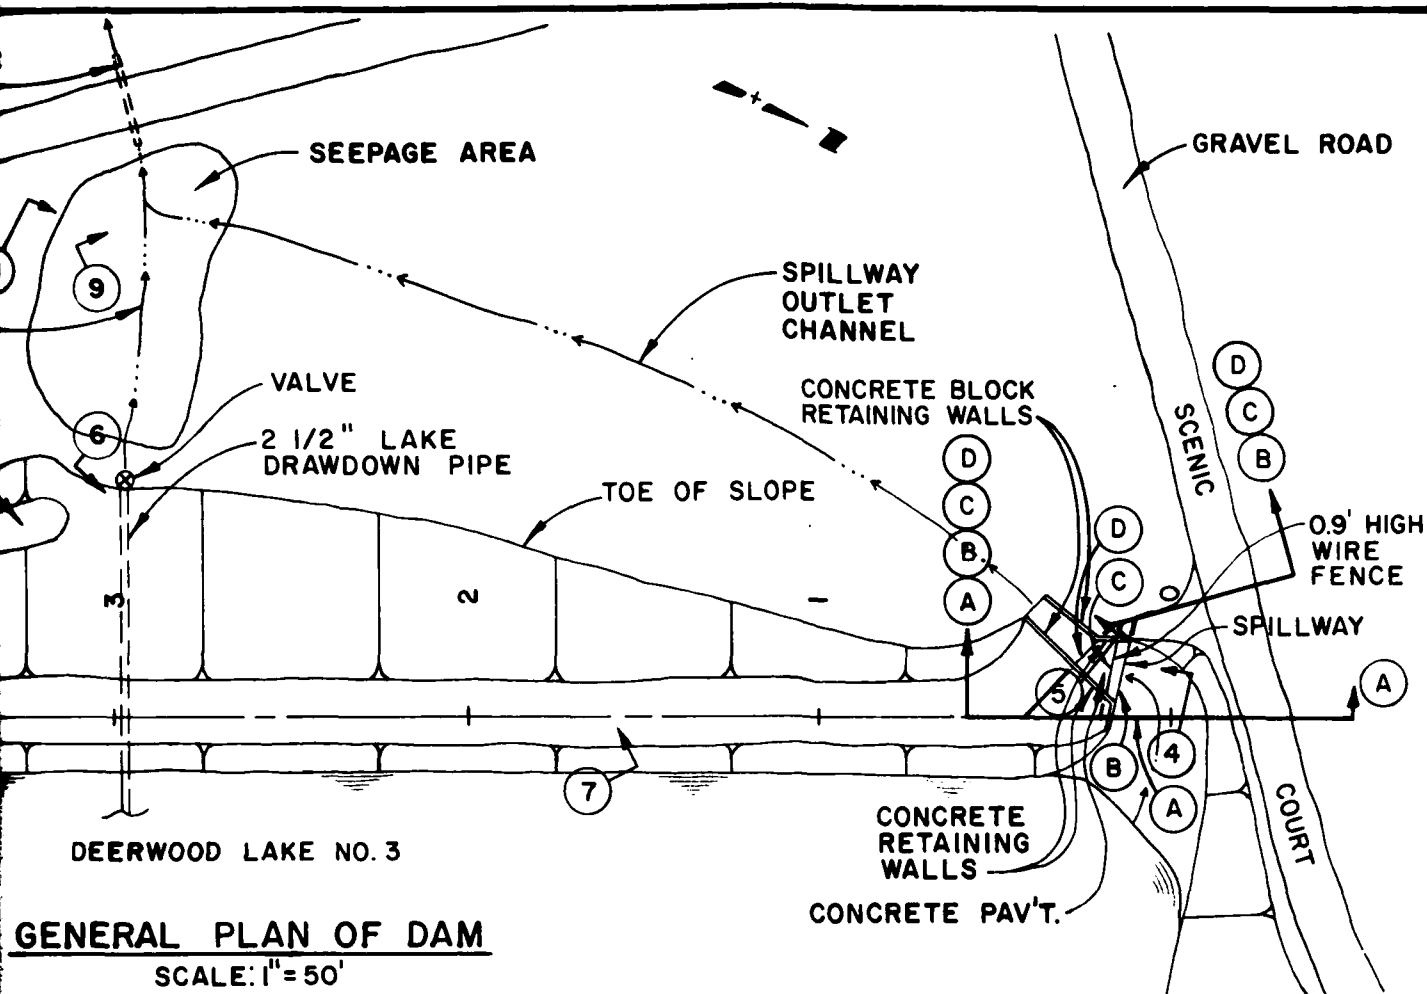 SEEPAGE AREA
GRAVEL ROAD
9
SPILLWAY
OUTLET
CHANNEL
VALVE
CONCRETE BLOCK
RETAINING WALLS
D
C
B
SCENIC
6
2 1/2" LAKE
DRAWDOWN PIPE
TOE OF SLOPE
D
C
B
A
D
C
0.9' HIGH
WIRE
FENCE
3
2
1
0
SPILLWAY
5
A
7
B
4
A
CONCRETE
RETAINING
WALLS
COURT
CONCRETE PAV'T.
DEERWOOD LAKE NO. 3
GENERAL PLAN OF DAM
SCALE: 1" = 50'